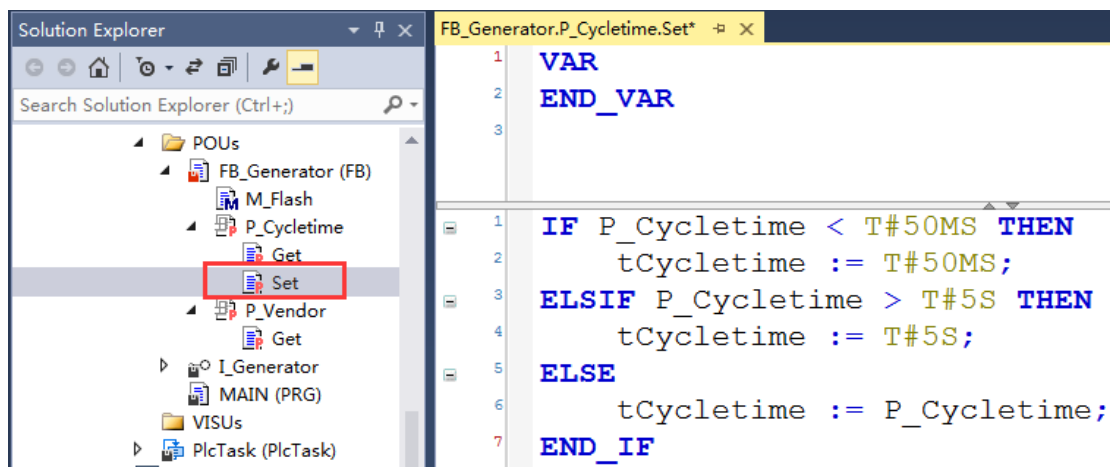 Solution Explorer
Search Solution Explorer (Ctrl+;)
POUs
FB_Generator (FB)
M_Flash
P_Cycletime
Get
Set
P_Vendor
Get
I_Generator
MAIN (PRG)
VISUs
PlcTask (PlcTask)
FB_Generator.P_Cycletime.Set*
1 VAR
2 END_VAR
3
1 IF P_Cycletime < T#50MS THEN
2 tCycletime := T#50MS;
3 ELSIF P_Cycletime > T#5S THEN
4 tCycletime := T#5S;
5 ELSE
6 tCycletime := P_Cycletime;
7 END_IF